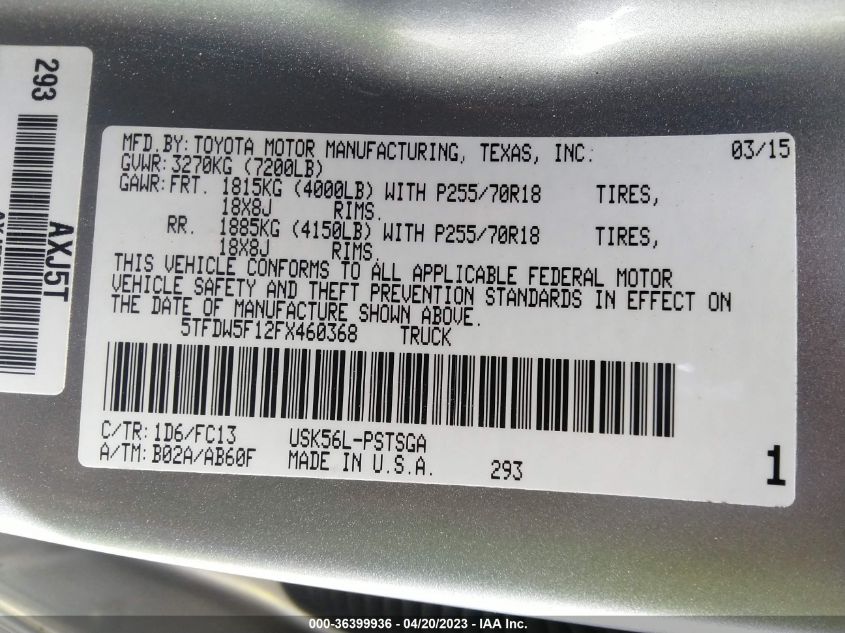 293
AXJ5T
MFD.BY: TOYOTA MOTOR MANUFACTURING, TEXAS, INC. 03/15
GVWR: 3270KG (7200LB)
GAWR: FRT. 1815KG (4000LB) WITH P255/70R18 TIRES,
18X8J RIMS.
RR. 1885KG (4150LB) WITH P255/70R18 TIRES,
18X8J RIMS.
THIS VEHICLE CONFORMS TO ALL APPLICABLE FEDERAL MOTOR
VEHICLE SAFETY AND THEFT PREVENTION STANDARDS IN EFFECT ON
THE DATE OF MANUFACTURE SHOWN ABOVE.
5TFDW5F12FX460368 TRUCK
C/TR: 1D6/FC13 USK56L-PSTSGA
A/TM: B02A/AB60F MADE IN U.S.A. 293 1
000-36399936 - 04/20/2023 - IAA Inc.